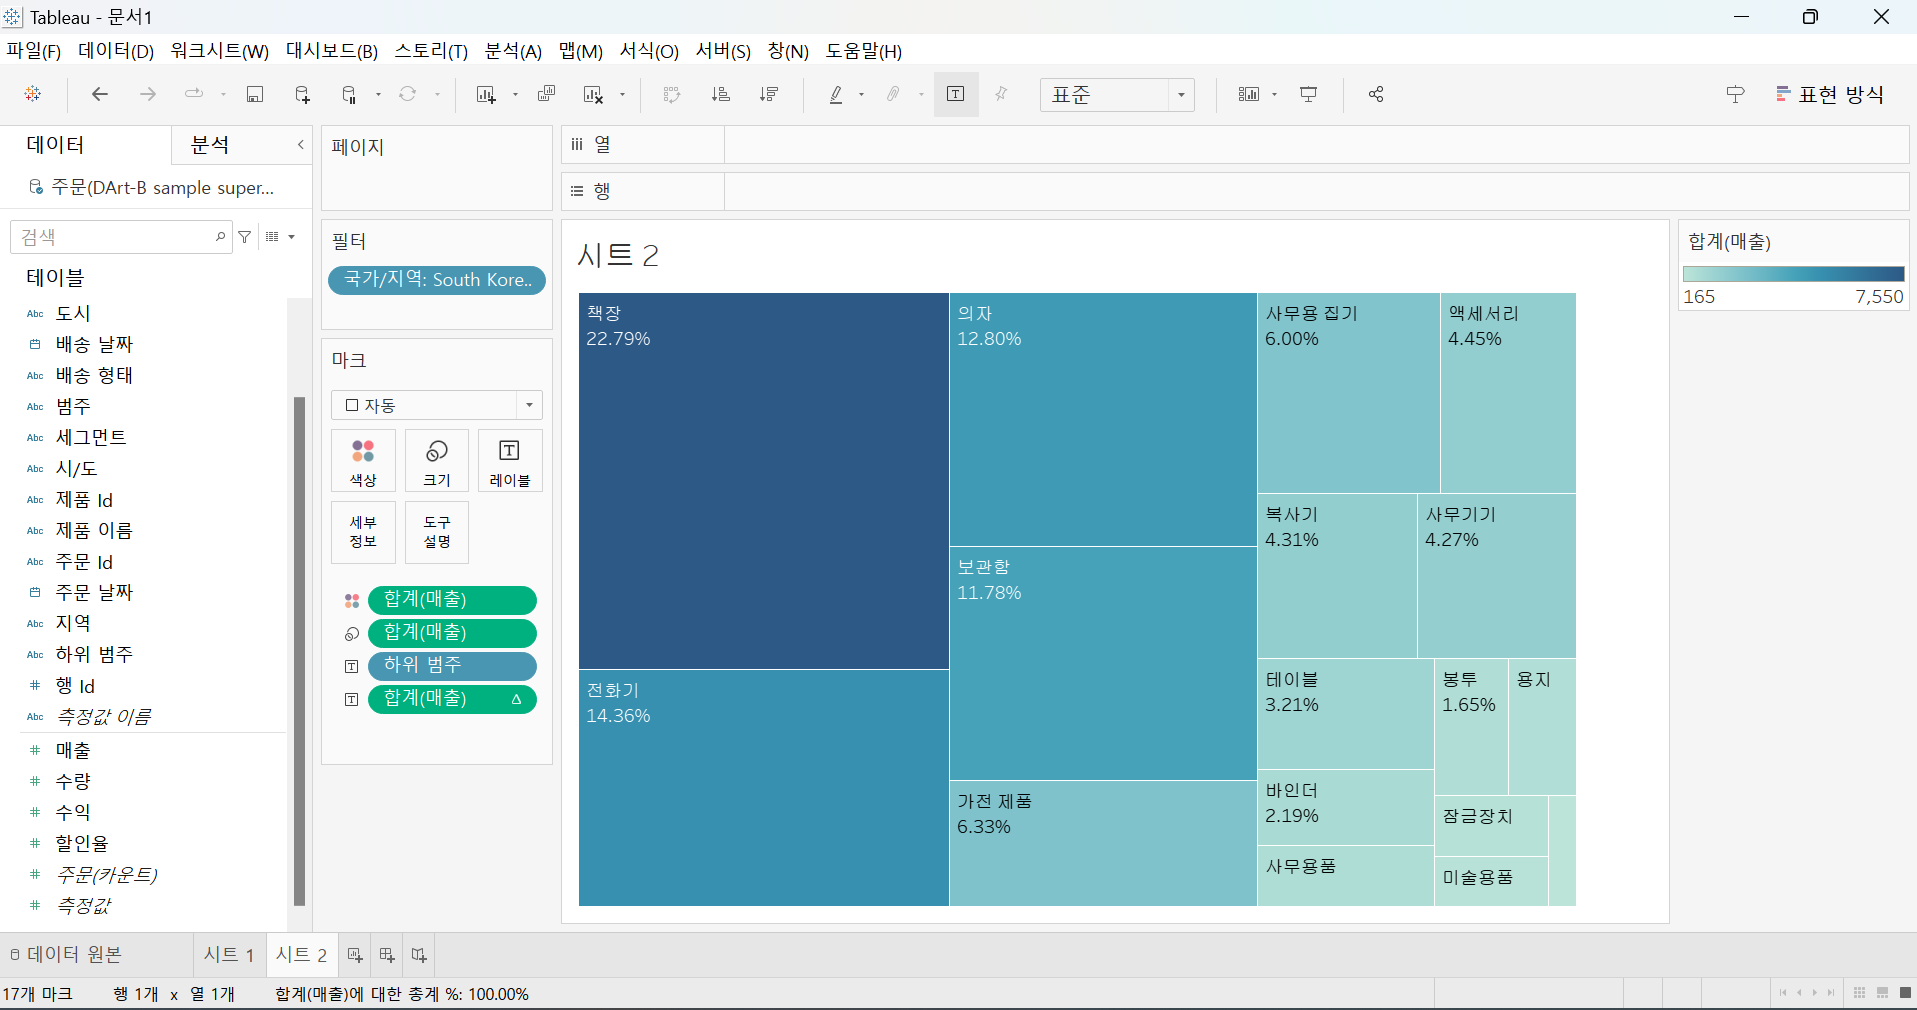 Tableau - 문서1
파일(F) 데이터(D) 워크시트(W) 대시보드(B) 스토리(T) 분석(A) 맵(M) 서식(O) 서버(S) 창(N) 도움말(H)
표준
표현 방식
데이터
분석
주문(DArt-B sample super...
검색
테이블
Abc 도시
배송 날짜
Abc 배송 형태
Abc 범주
Abc 세그먼트
Abc 시/도
Abc 제품 Id
Abc 제품 이름
Abc 주문 Id
주문 날짜
Abc 지역
Abc 하위 범주
# 행 Id
Abc 측정값 이름
# 매출
# 수량
# 수익
# 할인율
# 주문(카운트)
# 측정값
페이지
필터
국가/지역: South Kore..
마크
자동
색상
크기
레이블
세부
정보
도구
설명
합계(매출)
합계(매출)
하위 범주
합계(매출) Δ
열
행
시트 2
책장
22.79%
전화기
14.36%
의자
12.80%
보관함
11.78%
가전 제품
6.33%
사무용 집기
6.00%
액세서리
4.45%
복사기
4.31%
사무기기
4.27%
테이블
3.21%
봉투
1.65%
용지
바인더
2.19%
사무용품
잠금장치
미술용품
합계(매출)
165 7,550
데이터 원본
시트 1
시트 2
17개 마크 행 1개 x 열 1개 합계(매출)에 대한 총계 %: 100.00%